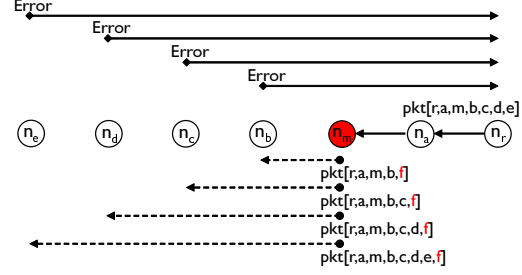 Error
Error
Error
Error
pkt[r,a,m,b,c,d,e]
ne nd nc nb nm na nr
pkt[r,a,m,b,f]
pkt[r,a,m,b,c,f]
pkt[r,a,m,b,c,d,f]
pkt[r,a,m,b,c,d,e,f]